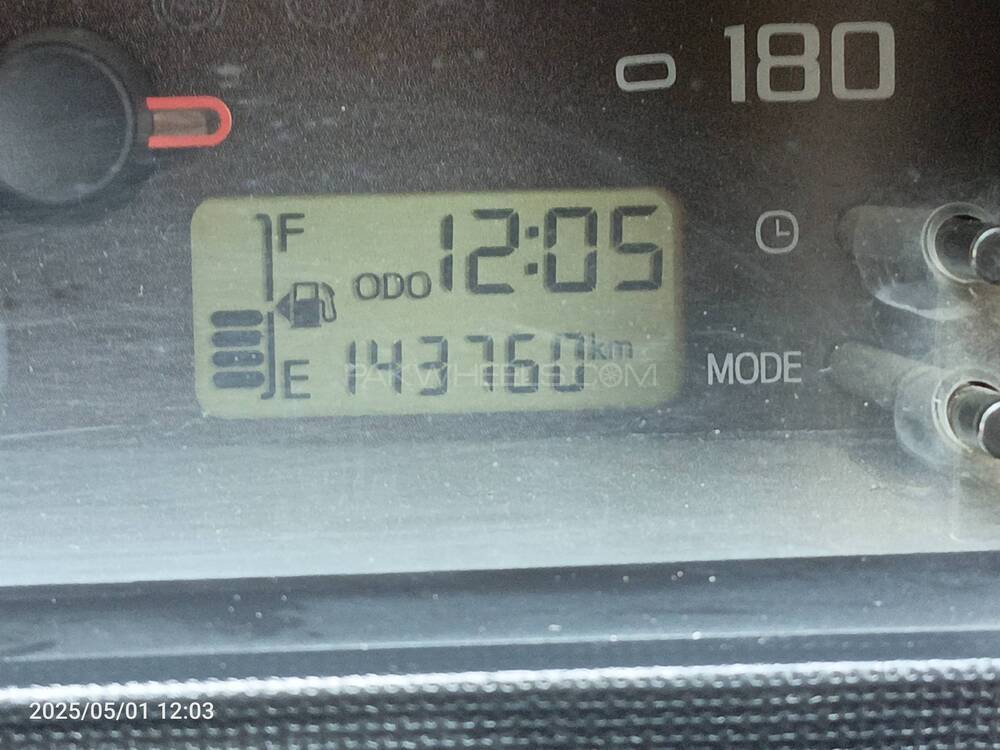 180
F
12:05
ODO
143760 km
E
MODE
PAKWHEELS.COM
2025/05/01 12:03